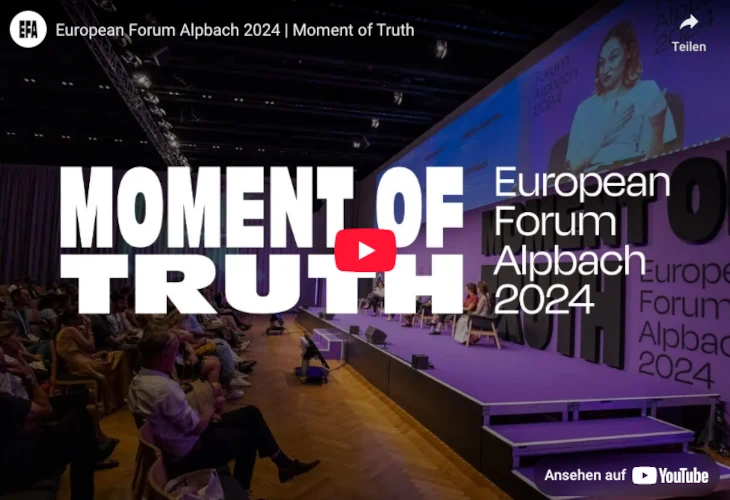 EFA
European Forum Alpbach 2024 | Moment of Truth
Teilen
MOMENT OF
TRUTH
European
Forum
Alpbach
2024
Forum
Alpbach
2024
Ansehen auf YouTube